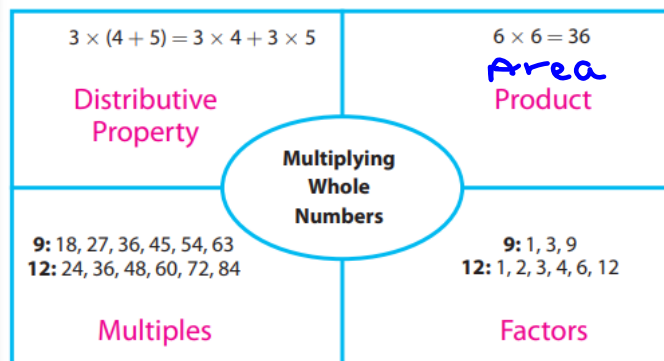 3 × (4 + 5) = 3 × 4 + 3 × 5
Distributive
Property
6 × 6 = 36
Area
Product
Multiplying
Whole
Numbers
9: 18, 27, 36, 45, 54, 63
12: 24, 36, 48, 60, 72, 84
Multiples
9: 1, 3, 9
12: 1, 2, 3, 4, 6, 12
Factors